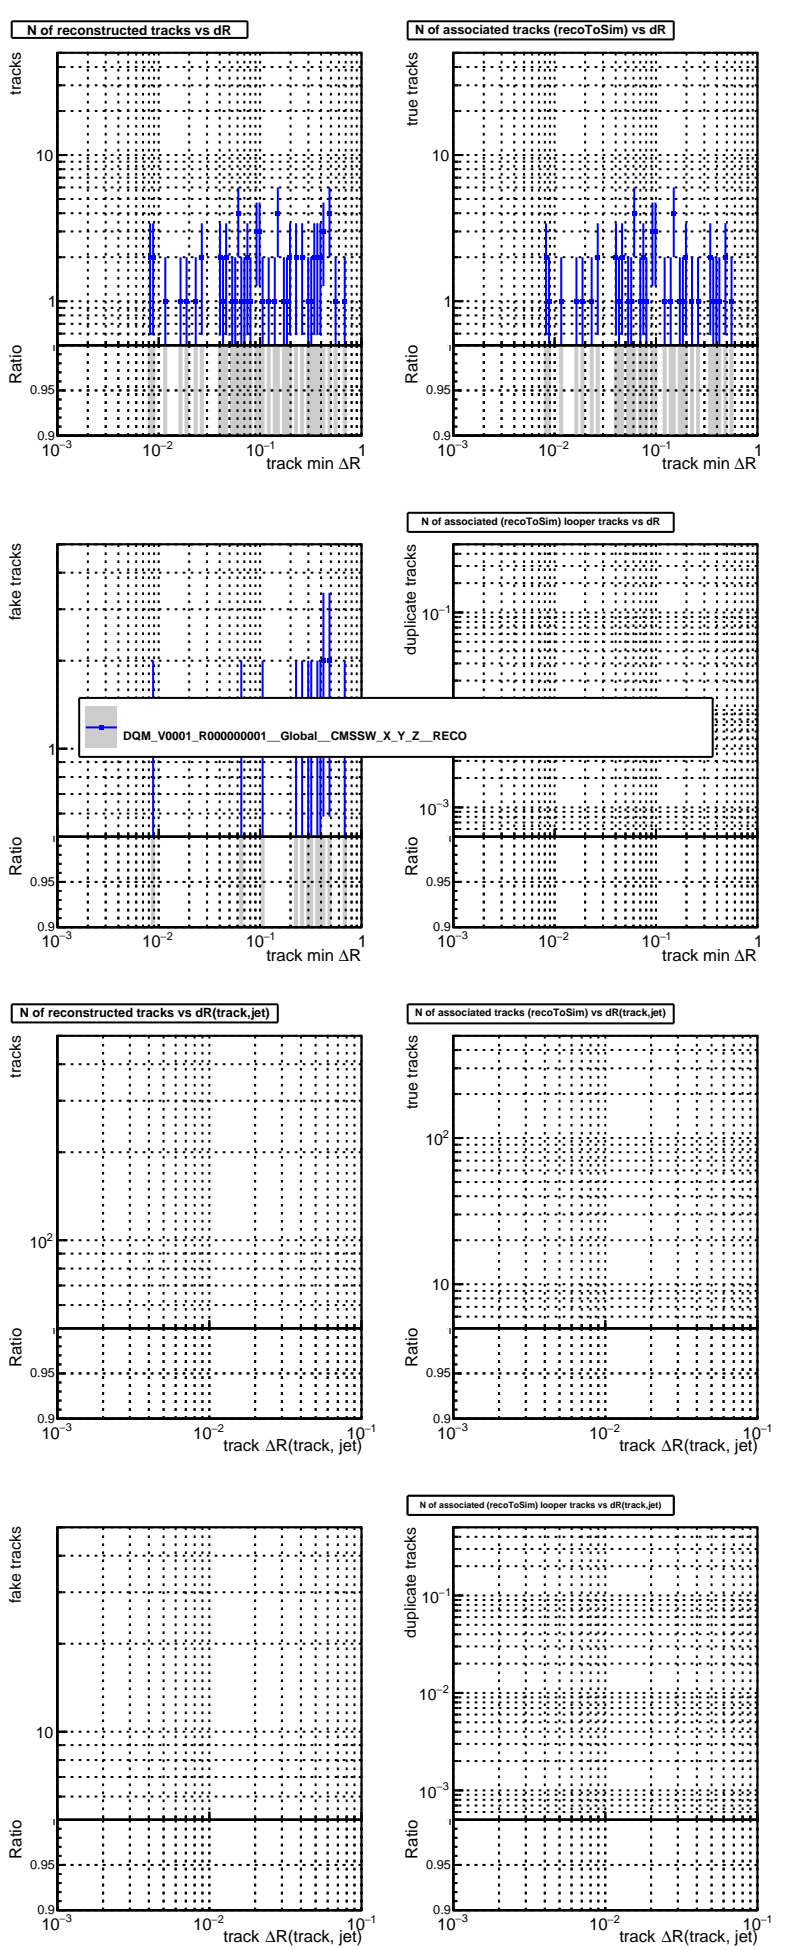 N of reconstructed tracks vs dR
tracks
10
1
Ratio
0.95
0.9
10−3
10−2
10−1
1
track min ΔR
N of associated tracks (recoToSim) vs dR
true tracks
10
1
Ratio
0.95
0.9
10−3
10−2
10−1
1
track min ΔR
fake tracks
1
Ratio
0.95
0.9
10−3
10−2
10−1
1
track min ΔR
N of associated (recoToSim) looper tracks vs dR
duplicate tracks
10−1
10−3
Ratio
0.95
0.9
10−3
10−2
10−1
1
track min ΔR
DQM_V0001_R000000001__Global__CMSSW_X_Y_Z__RECO
N of reconstructed tracks vs dR(track,jet)
tracks
102
Ratio
0.95
0.9
10−3
10−2
10−1
track ΔR(track, jet)
N of associated tracks (recoToSim) vs dR(track,jet)
true tracks
102
10
Ratio
0.95
0.9
10−3
10−2
10−1
track ΔR(track, jet)
fake tracks
10
Ratio
0.95
0.9
10−3
10−2
10−1
track ΔR(track, jet)
N of associated (recoToSim) looper tracks vs dR(track,jet)
duplicate tracks
10−1
10−2
10−3
Ratio
0.95
0.9
10−3
10−2
10−1
track ΔR(track, jet)